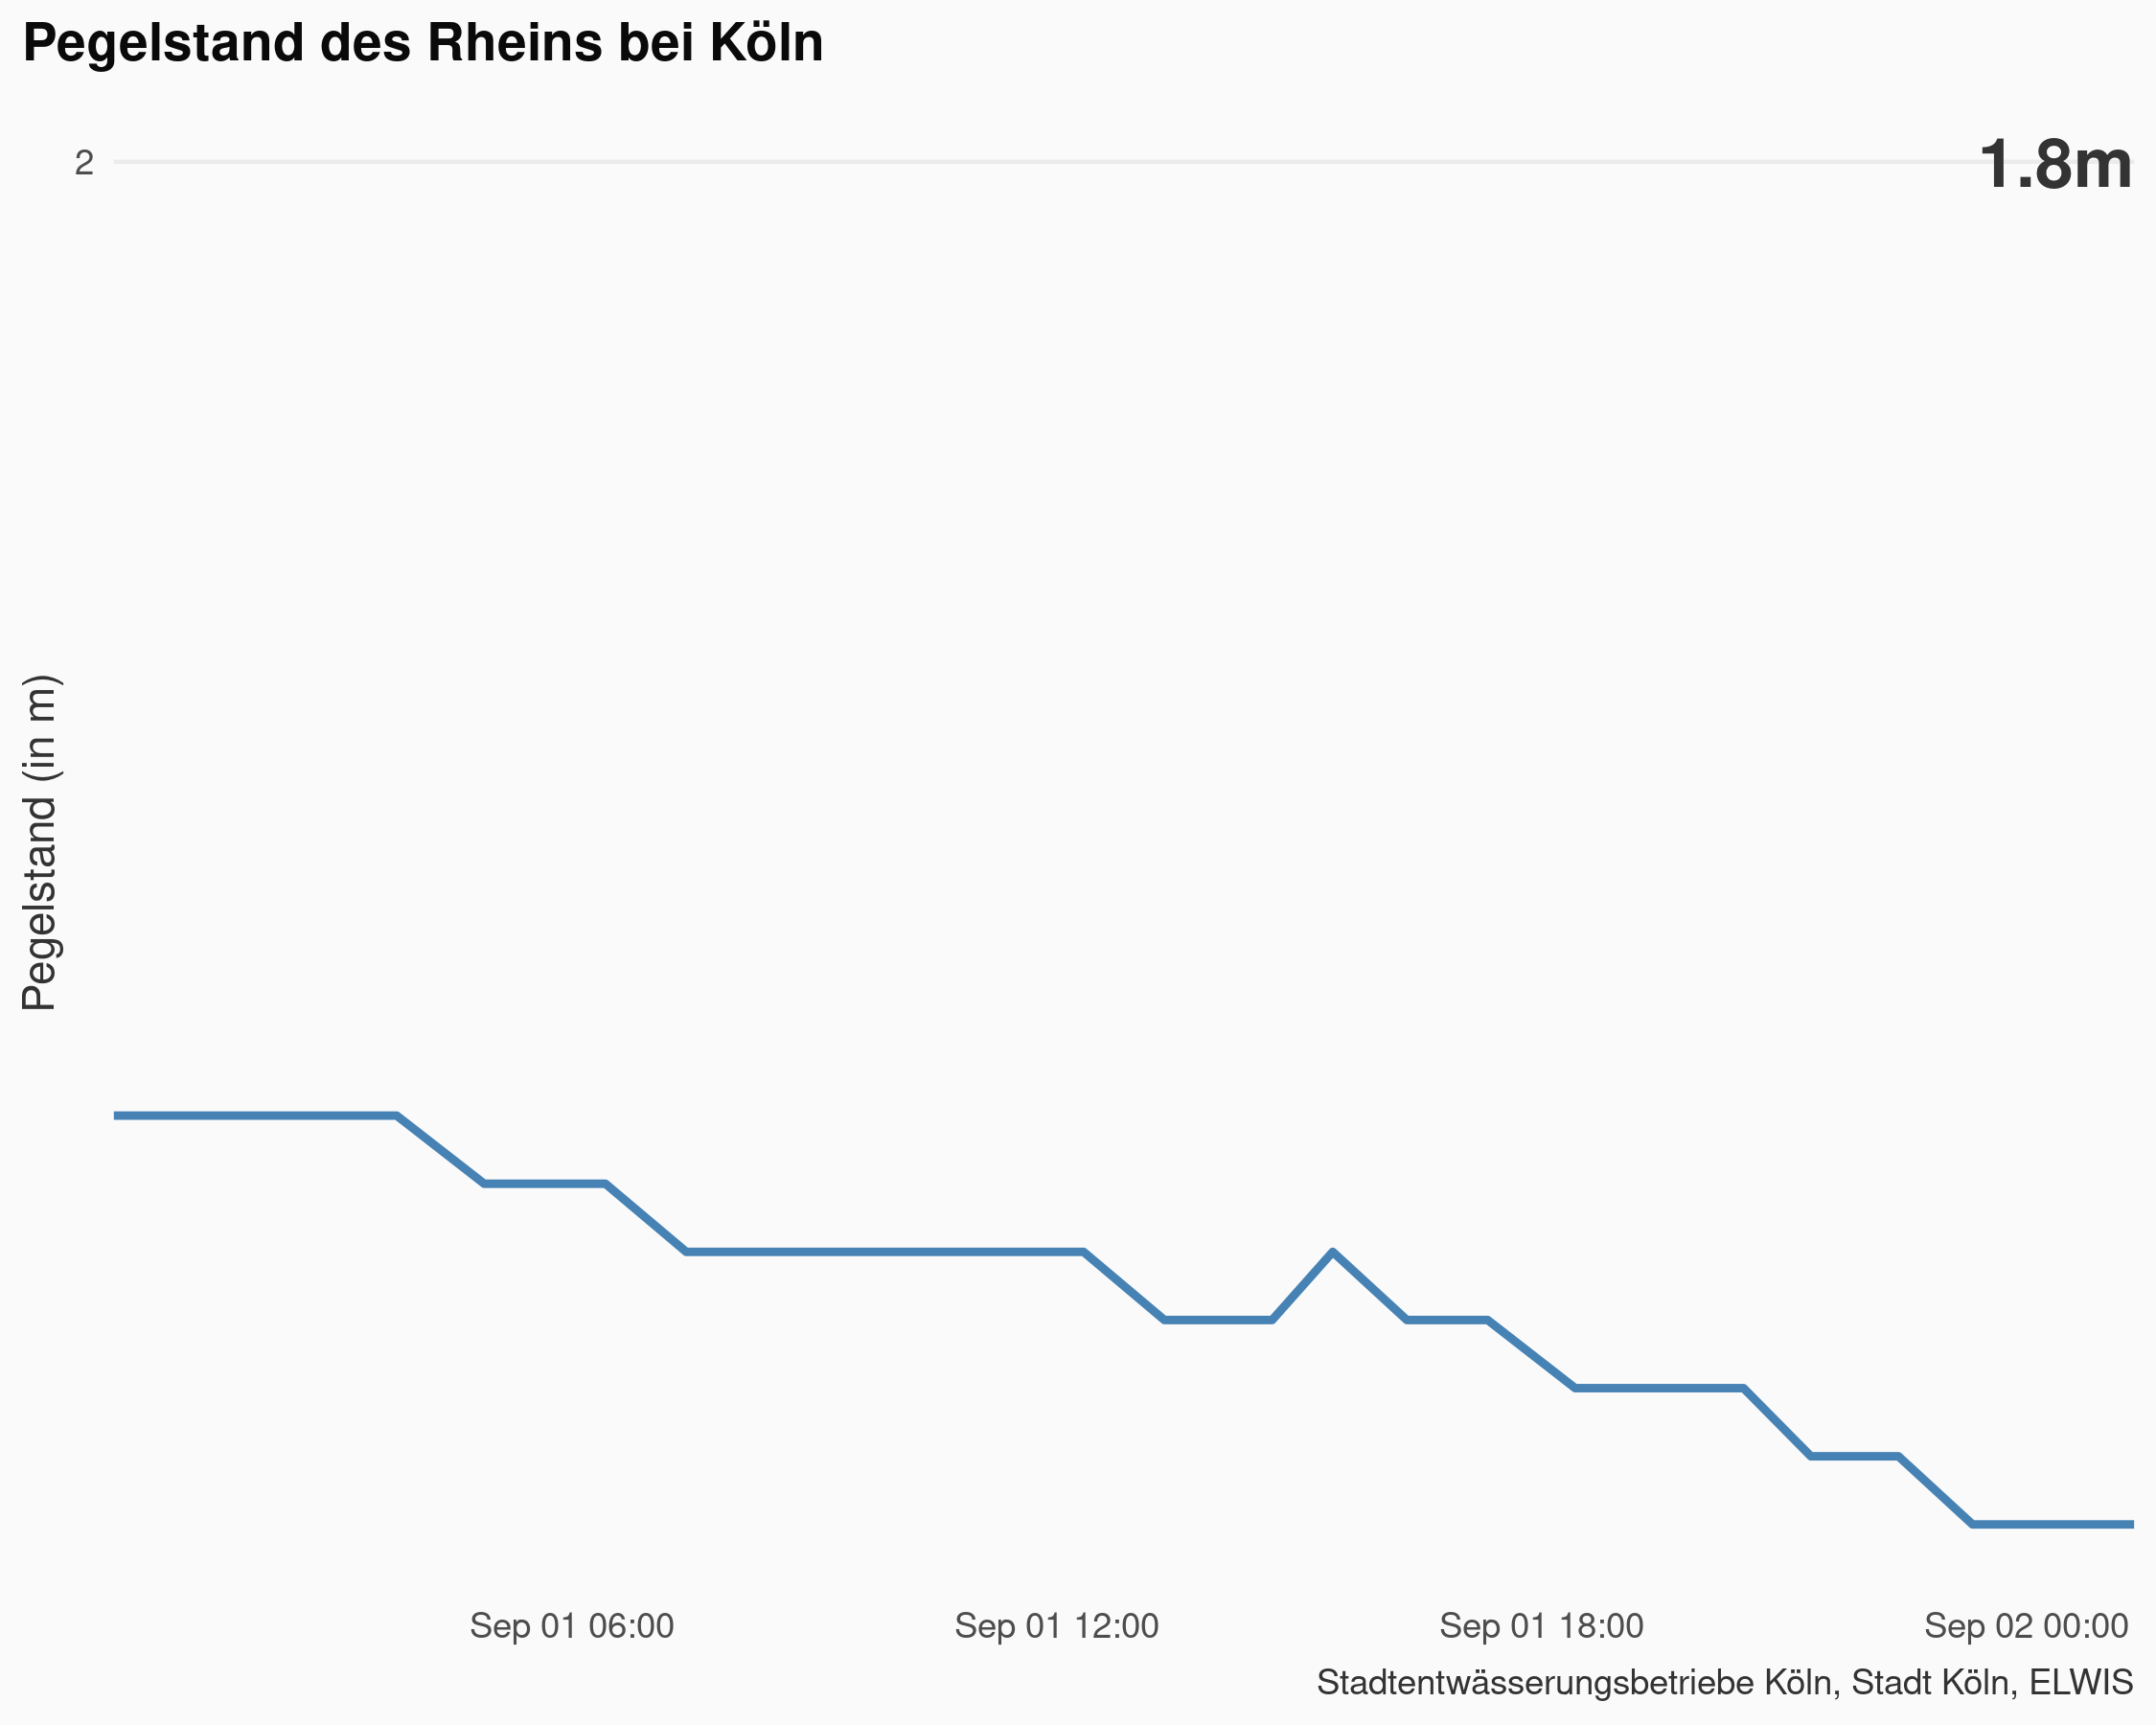 Pegelstand des Rheins bei Köln
2
1.8m
Pegelstand (in m)
Sep 01 06:00
Sep 01 12:00
Sep 01 18:00
Sep 02 00:00
Stadtentwässerungsbetriebe Köln, Stadt Köln, ELWIS